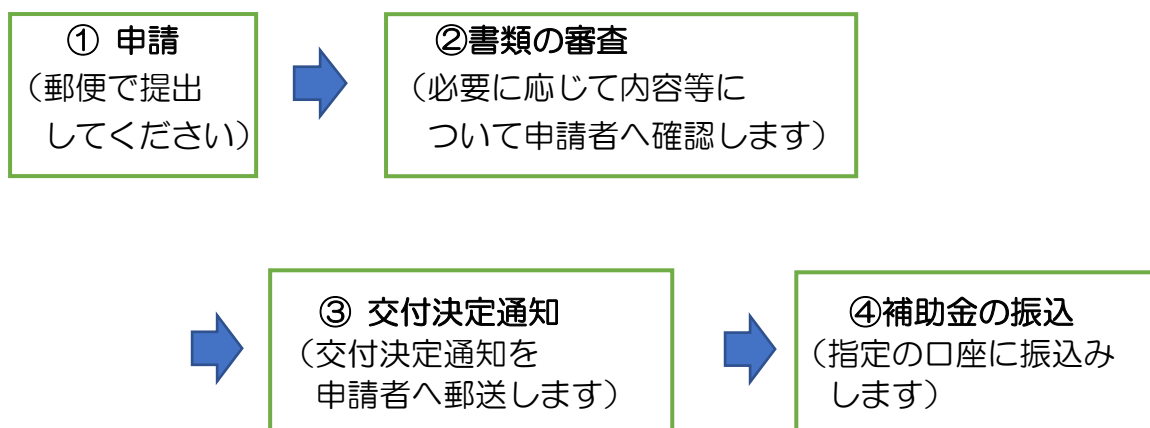 ① 申請
（郵便で提出
してください）
②書類の審査
（必要に応じて内容等に
ついて申請者へ確認します）
③ 交付決定通知
（交付決定通知を
申請者へ郵送します）
④補助金の振込
（指定の口座に振込み
します）